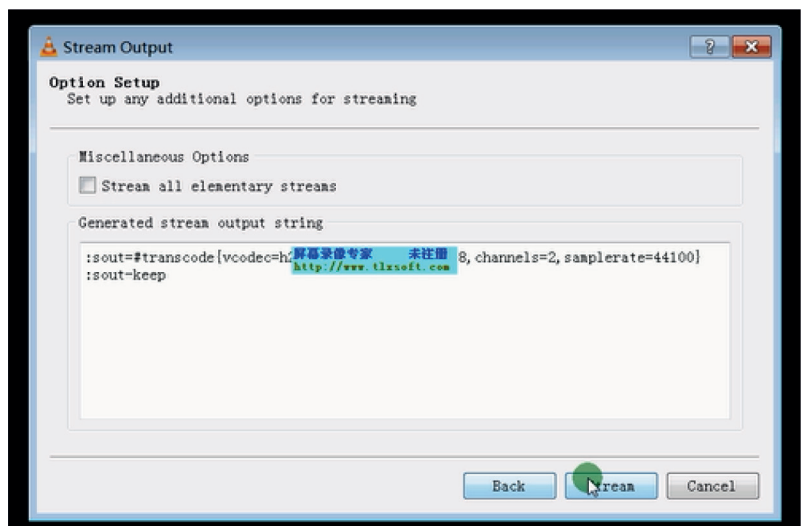 Stream Output
Option Setup
Set up any additional options for streaming
Miscellaneous Options
Stream all elementary streams
Generated stream output string
:sout=#transcode{vcodec=h2 8,channels=2,samplerate=44100}
屏幕录像专家 未注册
http://www.tlxsoft.com
:sout-keep
Back
Cancel